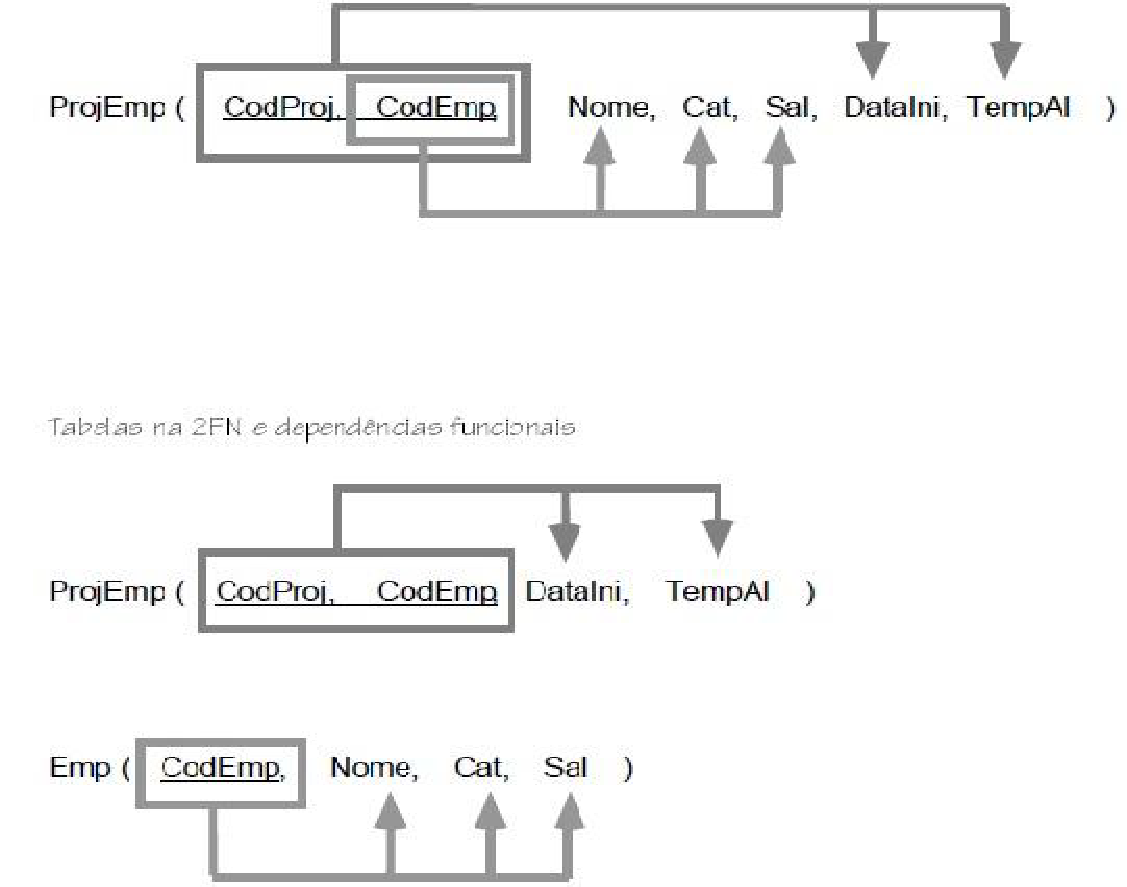 ProjEmp ( CodProj, CodEmp, Nome, Cat, Sal, DataIni, TempAl )
Tabelas na 2FN e dependências funcionais
ProjEmp ( CodProj, CodEmp DataIni, TempAl )
Emp ( CodEmp, Nome, Cat, Sal )